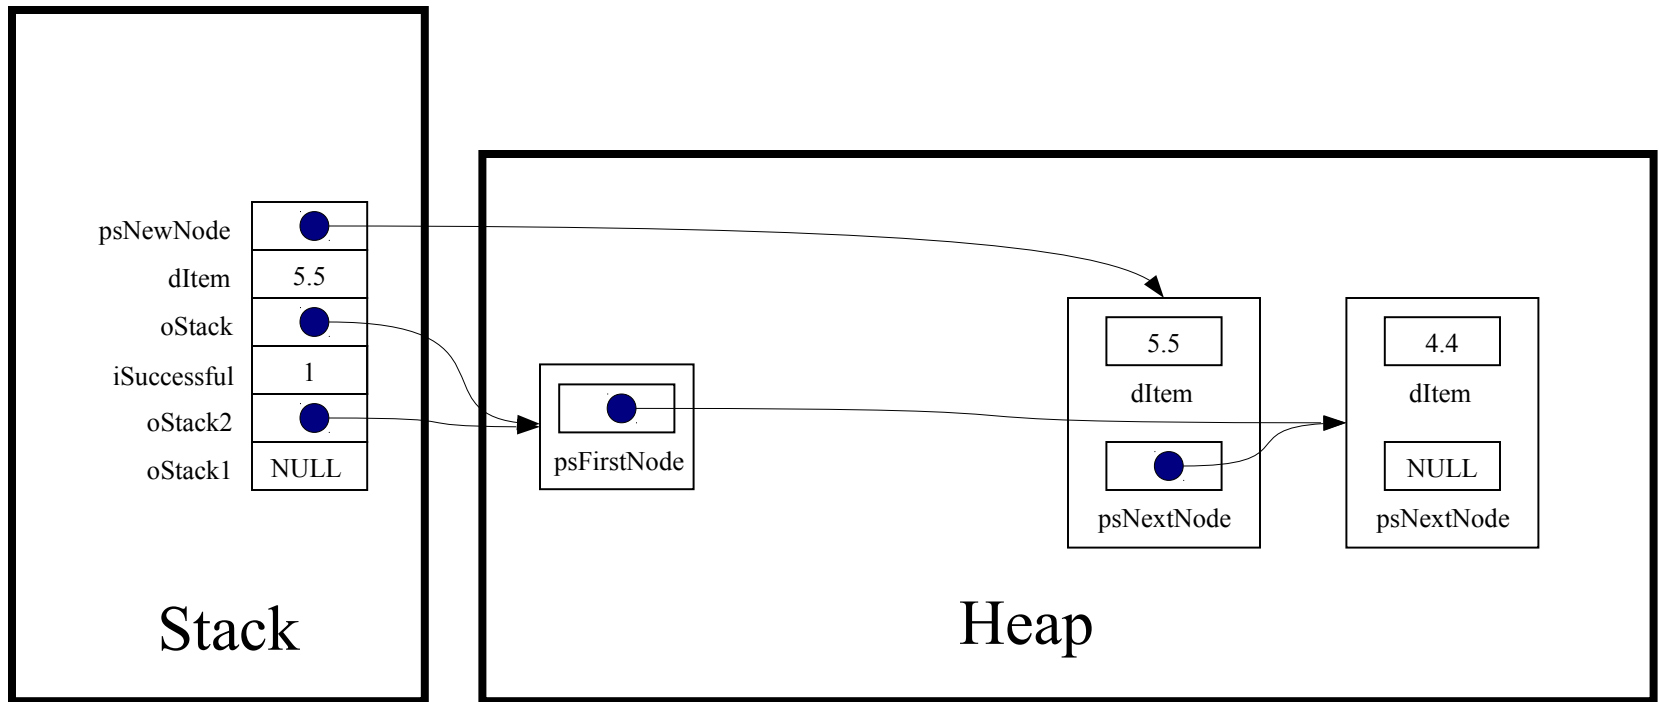 psNewNode
dItem 5.5
oStack
iSuccessful 1
oStack2
oStack1 NULL
Stack
psFirstNode
5.5
dItem
psNextNode
4.4
dItem
NULL
psNextNode
Heap